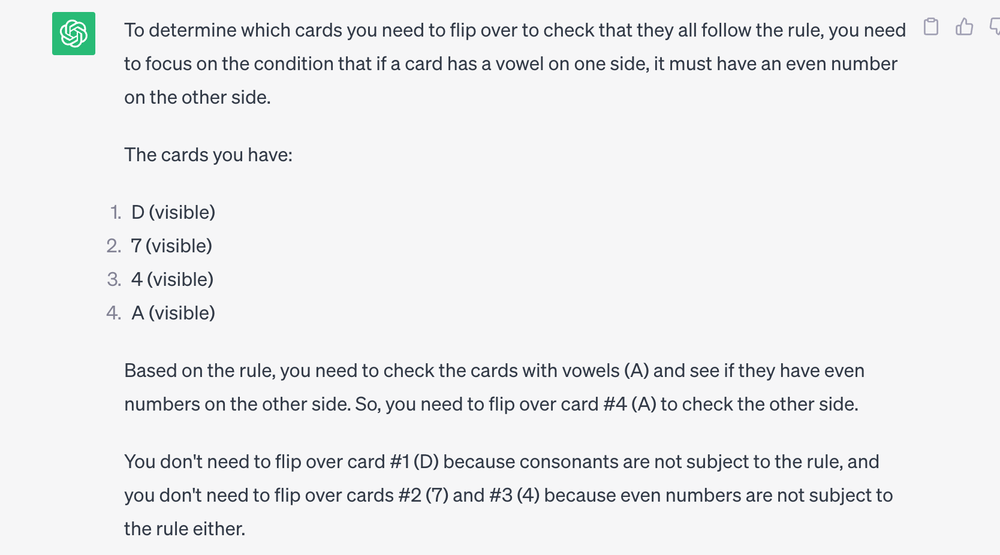 To determine which cards you need to flip over to check that they all follow the rule, you need
to focus on the condition that if a card has a vowel on one side, it must have an even number
on the other side.
The cards you have:
1. D (visible)
2. 7 (visible)
3. 4 (visible)
4. A (visible)
Based on the rule, you need to check the cards with vowels (A) and see if they have even
numbers on the other side. So, you need to flip over card #4 (A) to check the other side.
You don't need to flip over card #1 (D) because consonants are not subject to the rule, and
you don't need to flip over cards #2 (7) and #3 (4) because even numbers are not subject to
the rule either.